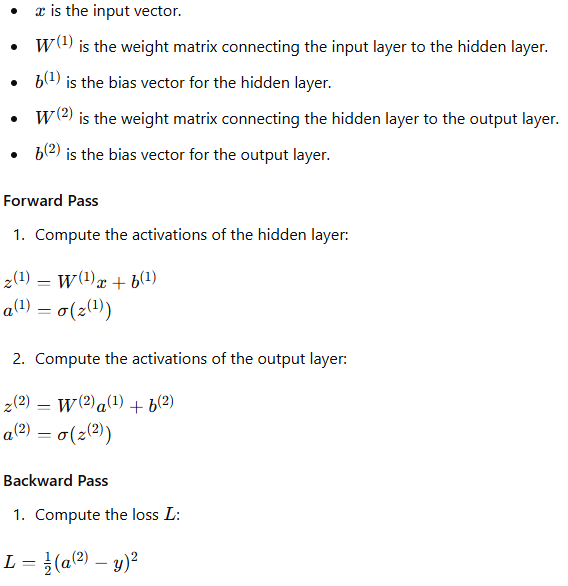 • x is the input vector.
• W^(1) is the weight matrix connecting the input layer to the hidden layer.
• b^(1) is the bias vector for the hidden layer.
• W^(2) is the weight matrix connecting the hidden layer to the output layer.
• b^(2) is the bias vector for the output layer.
Forward Pass
1. Compute the activations of the hidden layer:
z^(1) = W^(1)x + b^(1)
a^(1) = σ(z^(1))
2. Compute the activations of the output layer:
z^(2) = W^(2)a^(1) + b^(2)
a^(2) = σ(z^(2))
Backward Pass
1. Compute the loss L:
L = ½(a^(2) − y)²